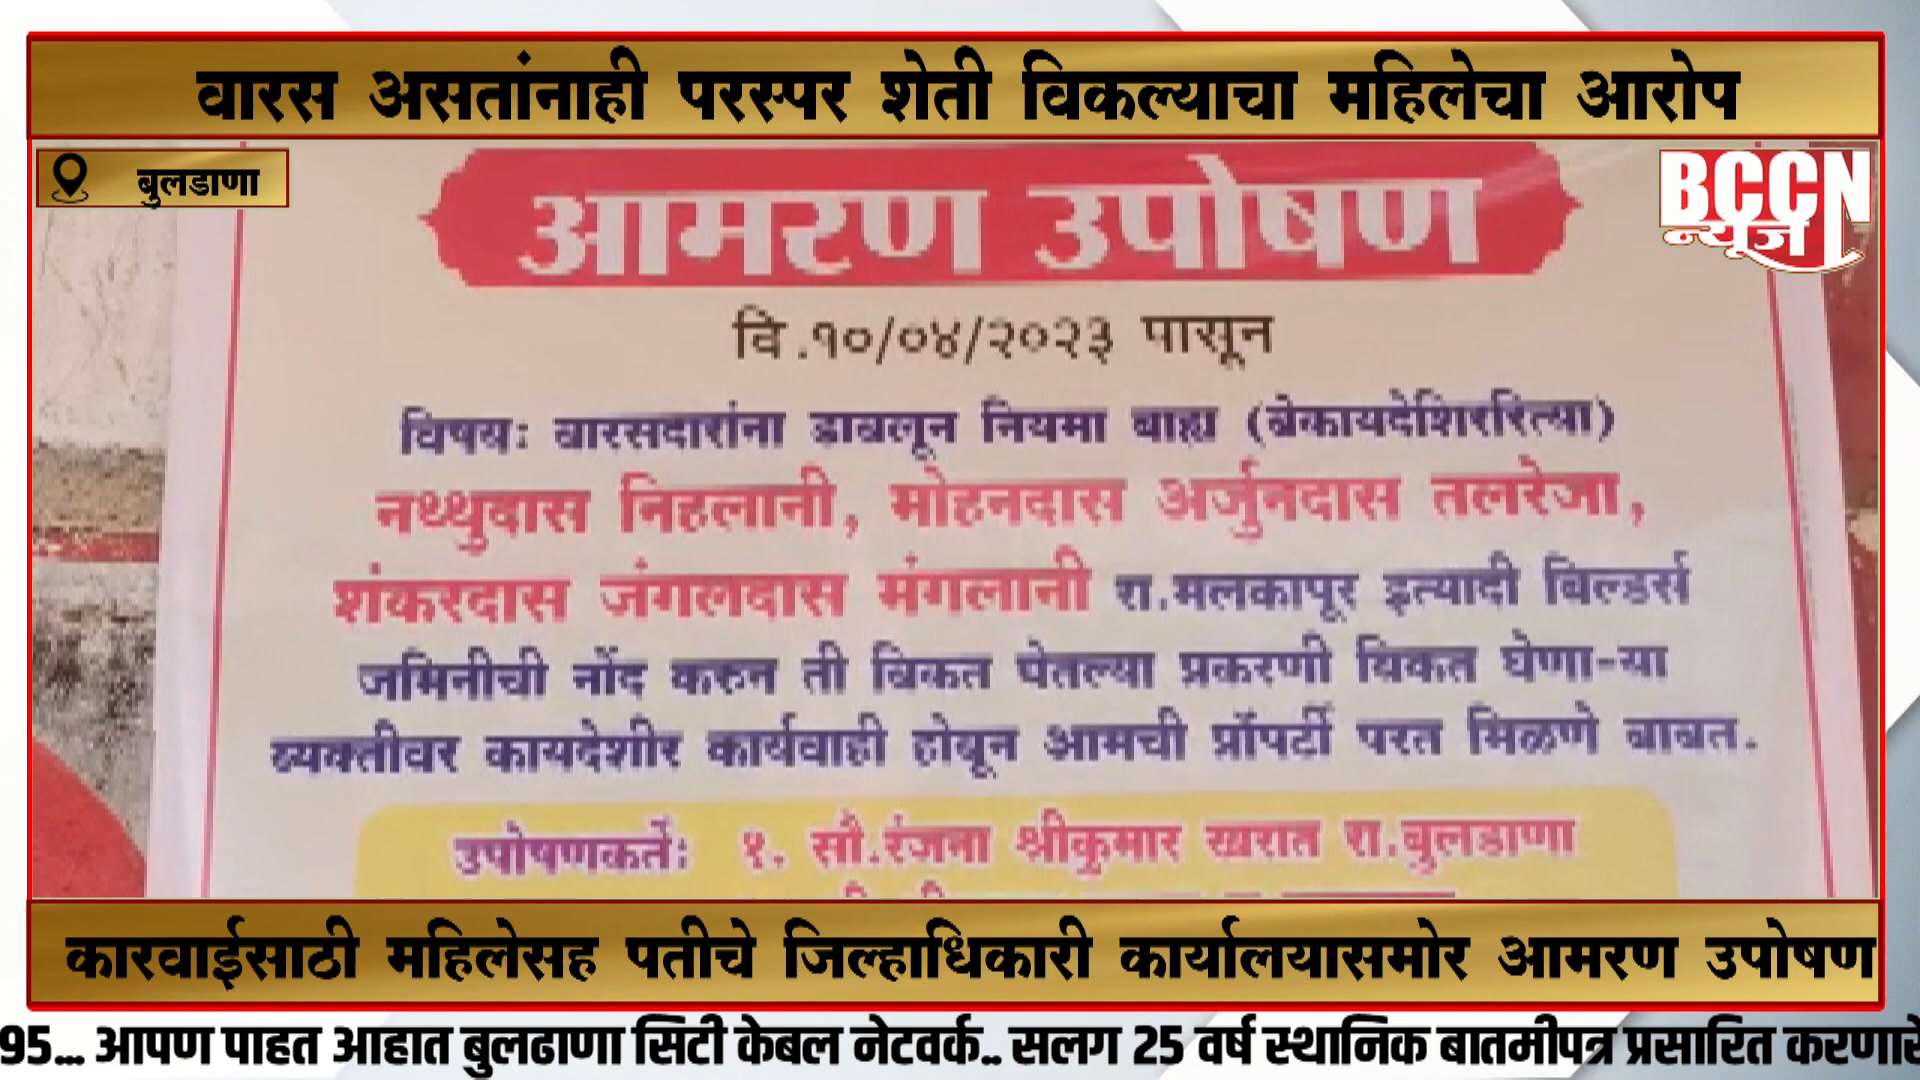 वारस असतांनाही परस्पर शेती विकल्याचा महिलेचा आरोप
बुलडाणा
BCCN
न्यूज
आमरण उपोषण
दि.१०/०४/२०२३ पासून
विषय: वारसदारांना डावलून नियमा बाह्य (बेकायदेशिररित्या)
नथ्थुदास निहलानी, मोहनदास अर्जुनदास तलरेजा,
शंकरदास जंगलदास मंगलानी रा.मलकापूर इत्यादी बिल्डर्स
जमिनीची नोंद करुन ती विकत घेतल्या प्रकरणी विकत घेणा-या
व्यक्तीवर कायदेशीर कार्यवाही होवून आमची प्रॉपर्टी परत मिळणे बाबत.
उपोषणकर्ते: १. सौ.रंजना श्रीकुमार खरात रा.बुलडाणा
कारवाईसाठी महिलेसह पतीचे जिल्हाधिकारी कार्यालयासमोर आमरण उपोषण
95... आपण पाहत आहात बुलढाणा सिटी केबल नेटवर्क.. सलग 25 वर्ष स्थानिक बातमीपत्र प्रसारित करणारे